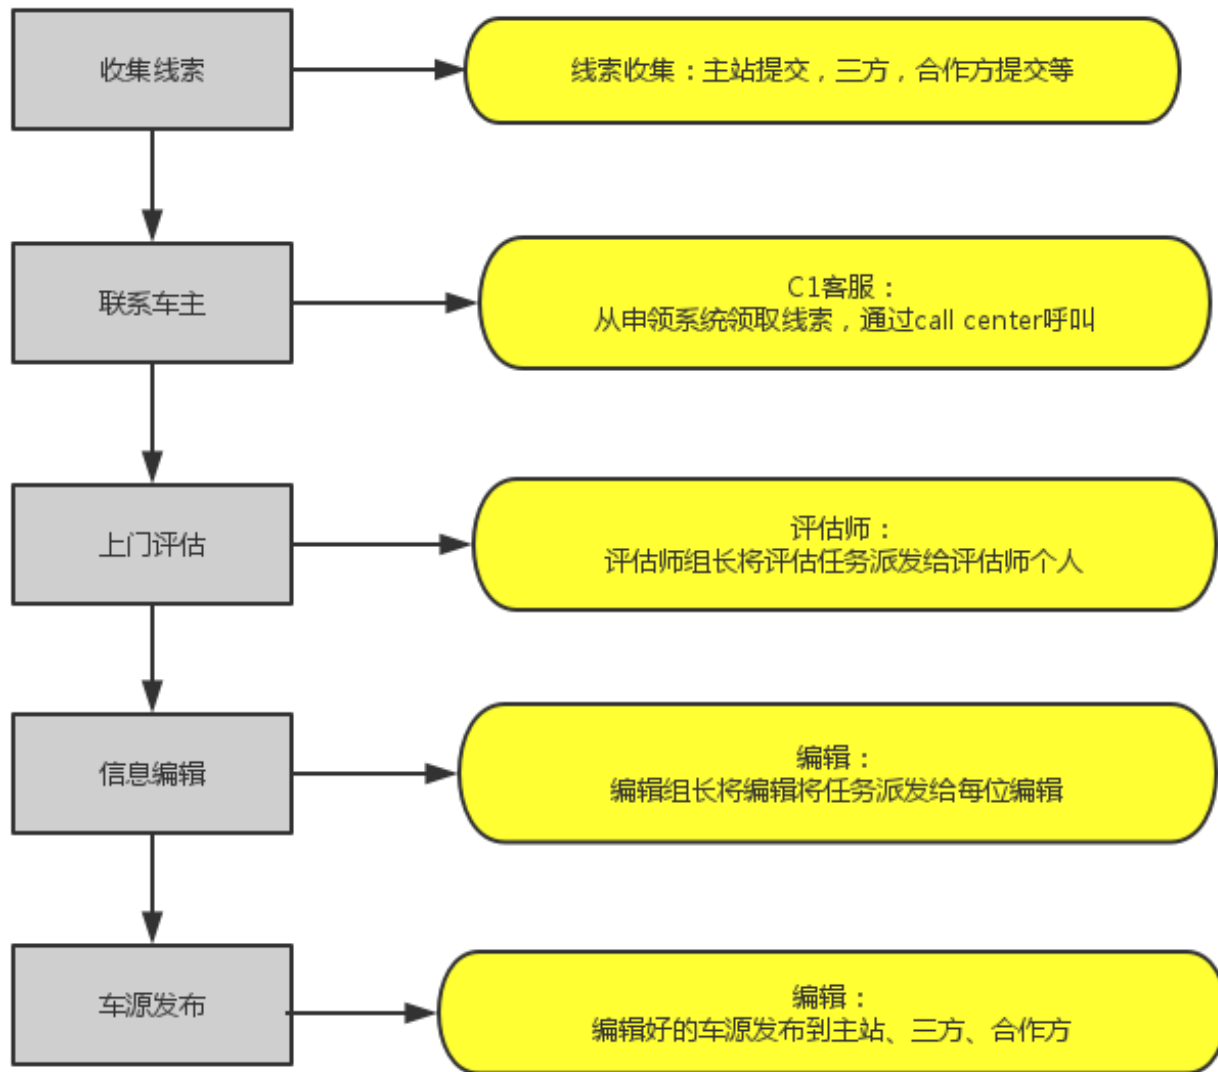 收集线索
线索收集：主站提交，三方，合作方提交等
联系车主
C1客服：
从申领系统领取线索，通过call center呼叫
上门评估
评估师：
评估师组长将评估任务派发给评估师个人
信息编辑
编辑：
编辑组长将编辑将任务派发给每位编辑
车源发布
编辑：
编辑好的车源发布到主站、三方、合作方